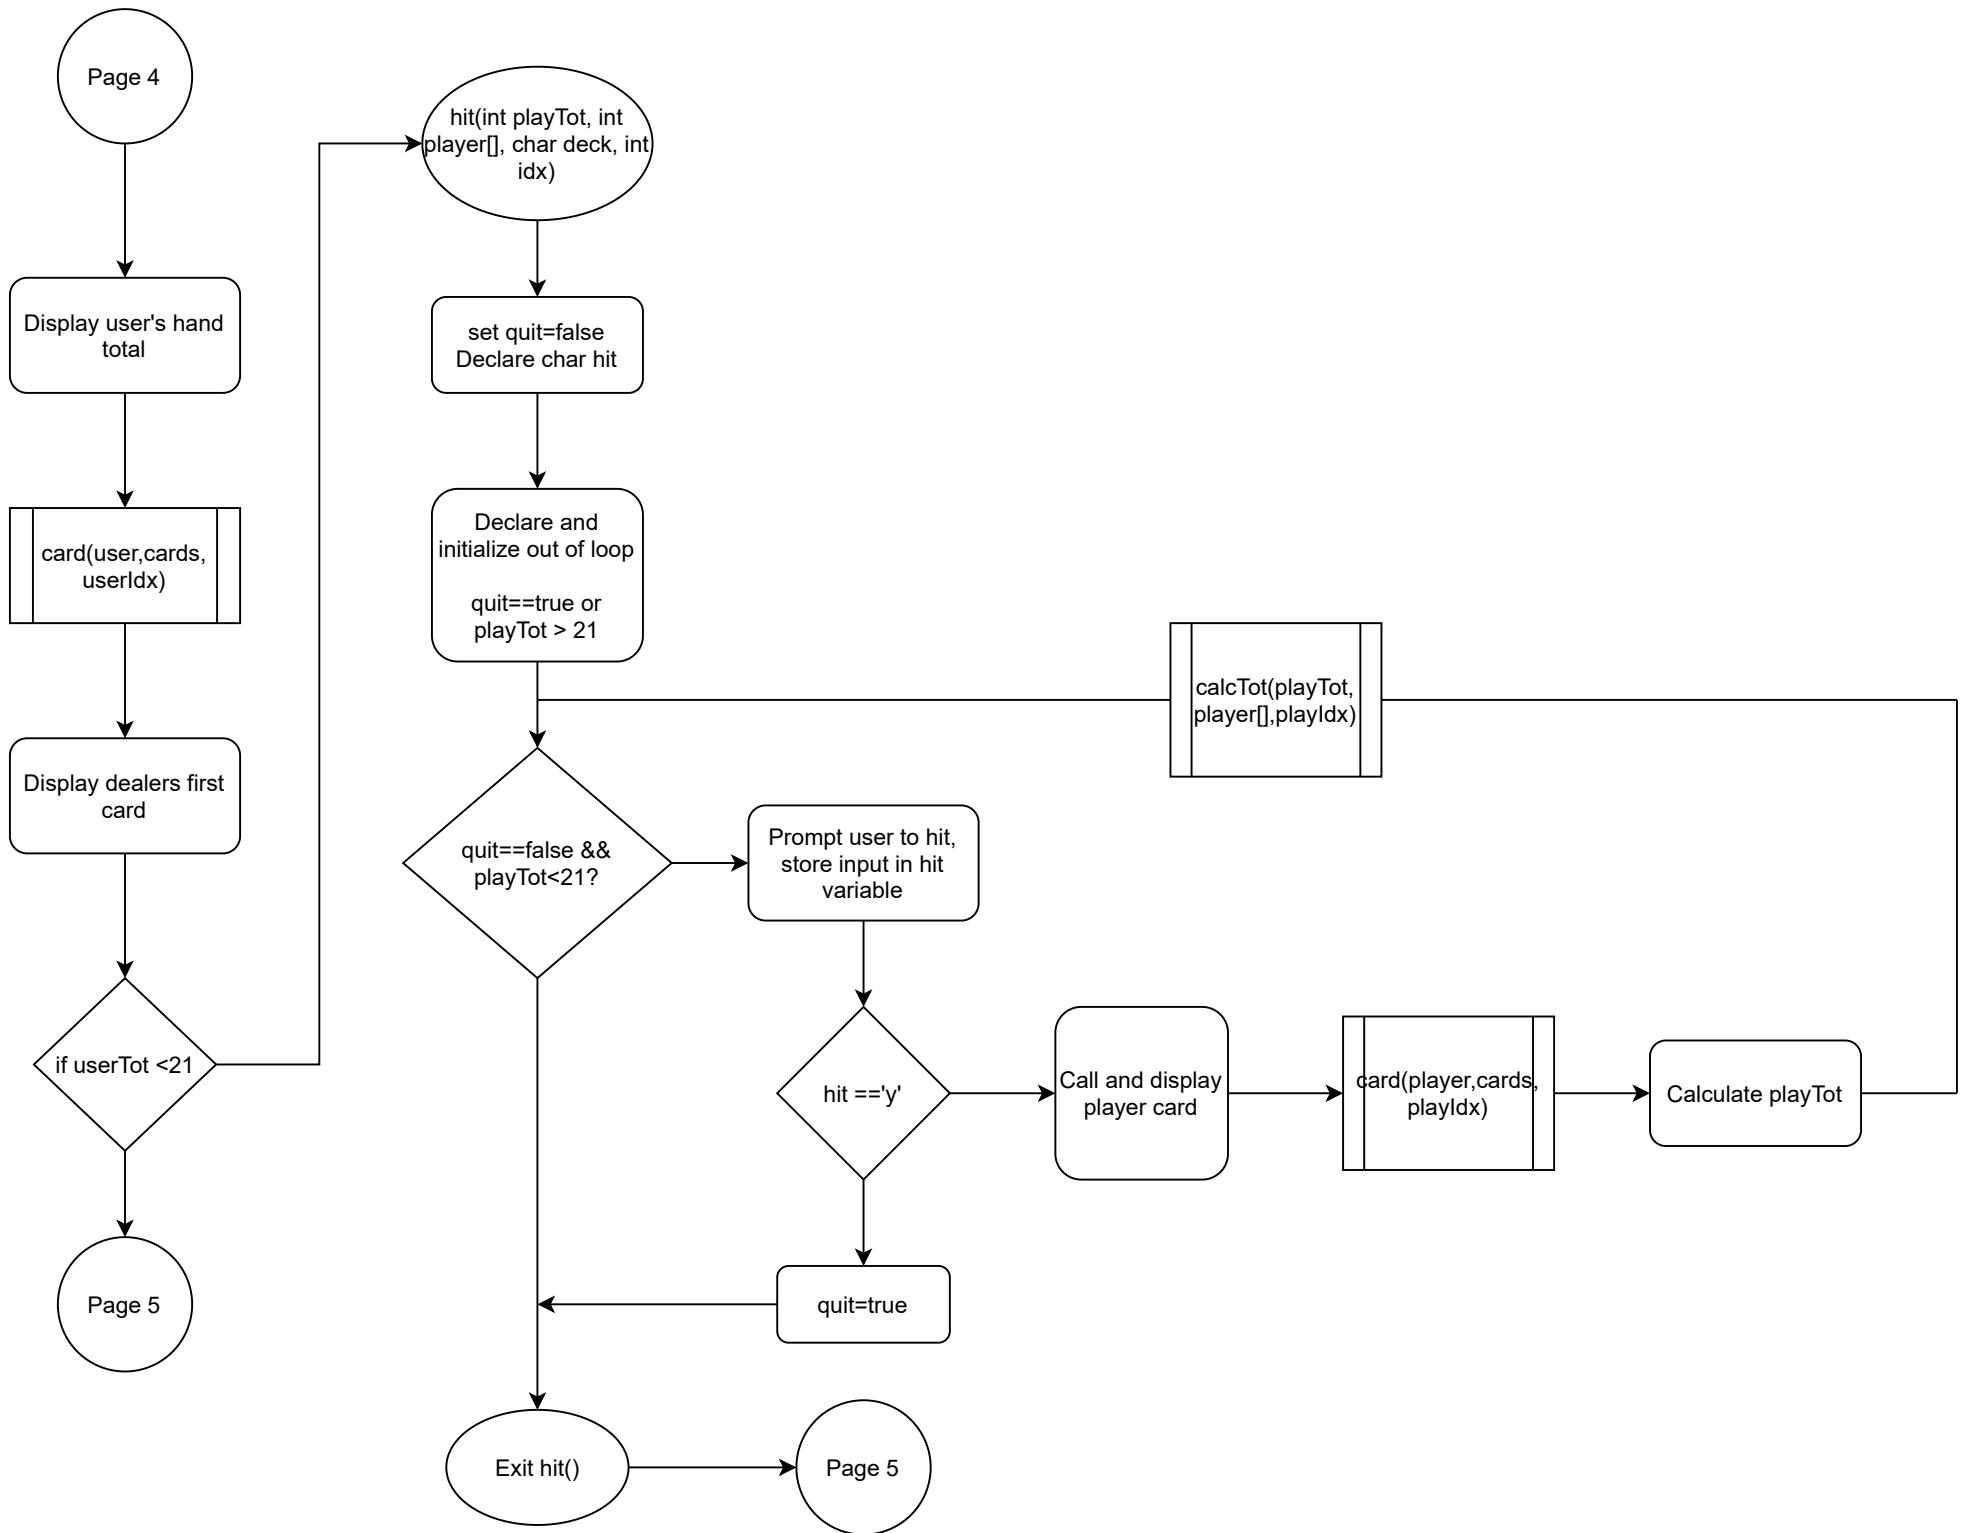 Page 4
Display user's hand
total
card(user,cards,
userIdx)
Display dealers first
card
if userTot <21
Page 5
hit(int playTot, int
player[], char deck, int
idx)
set quit=false
Declare char hit
Declare and
initialize out of loop
quit==true or
playTot > 21
calcTot(playTot,
player[],playIdx)
quit==false &&
playTot<21?
Prompt user to hit,
store input in hit
variable
hit =='y'
Call and display
player card
card(player,cards,
playIdx)
Calculate playTot
quit=true
Exit hit()
Page 5